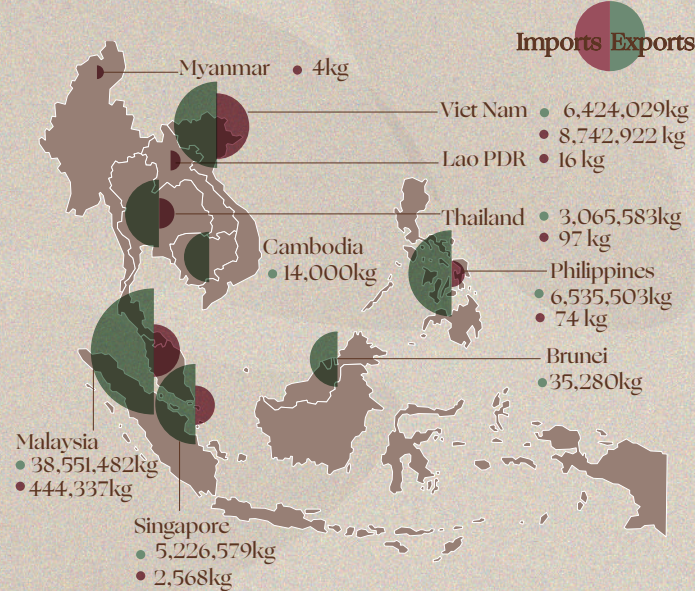 Imports Exports
Myanmar 4kg
Viet Nam 6,424,029kg
8,742,922 kg
Lao PDR 16 kg
Thailand 3,065,583kg
97 kg
Cambodia
14,000kg
Philippines
6,535,503kg
74 kg
Brunei
35,280kg
Malaysia
38,551,482kg
444,337kg
Singapore
5,226,579kg
2,568kg